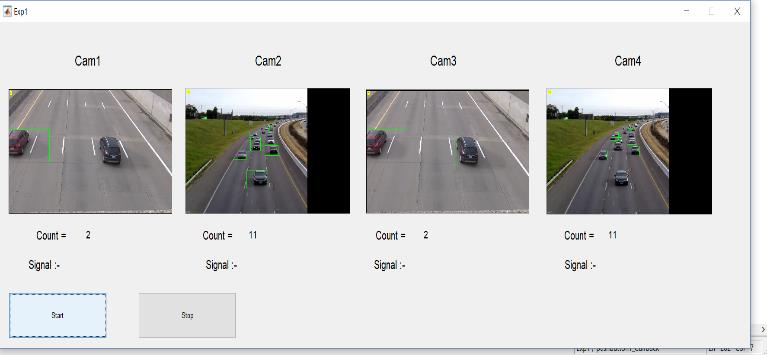 Exp1
Cam1 Cam2 Cam3 Cam4
Count = 2 Count = 11 Count = 2 Count = 11
Signal :- Signal :- Signal :- Signal :-
Start Stop